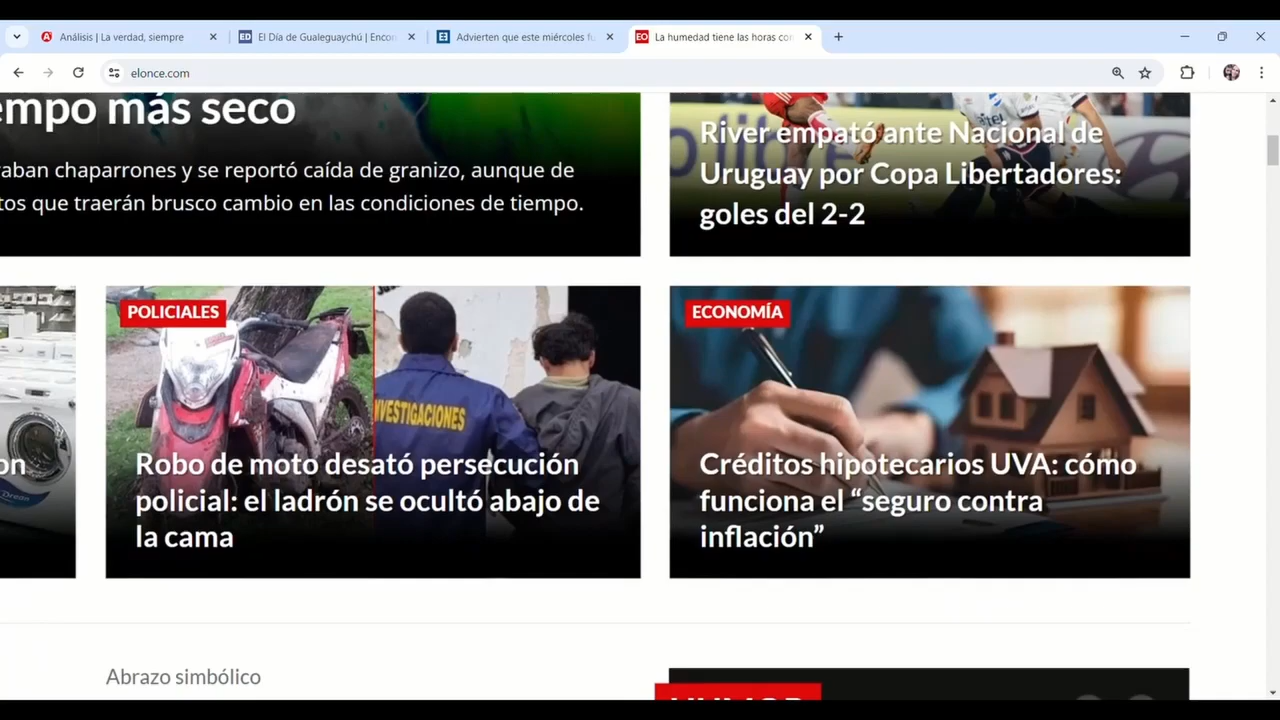 Análisis | La verdad, siempre
El Día de Gualeguaychú | Encon
Advierten que este miércoles fu
La humedad tiene las horas con
elonce.com
empo más seco
aban chaparrones y se reportó caída de granizo, aunque de
tos que traerán brusco cambio en las condiciones de tiempo.
River empató ante Nacional de
Uruguay por Copa Libertadores:
goles del 2-2
on
POLICIALES
NVESTIGACIONES
Robo de moto desató persecución
policial: el ladrón se ocultó abajo de
la cama
ECONOMÍA
Créditos hipotecarios UVA: cómo
funciona el “seguro contra
inflación”
Abrazo simbólico